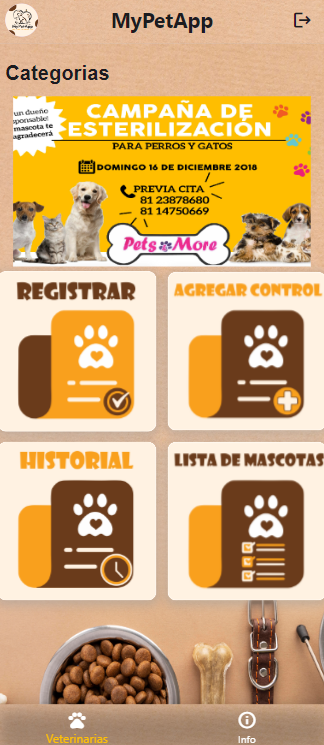 MyPetApp
Categorias
un dueño
sponsable!
mascota te
agradecerá
CAMPAÑA DE
ESTERILIZACIÓN
PARA PERROS Y GATOS
DOMINGO 16 DE DICIEMBRE 2018
PREVIA CITA
81 23878680
81 14750669
Pets More
REGISTRAR
AGREGAR CONTROL
HISTORIAL
LISTA DE MASCOTAS
Veterinarias
Info